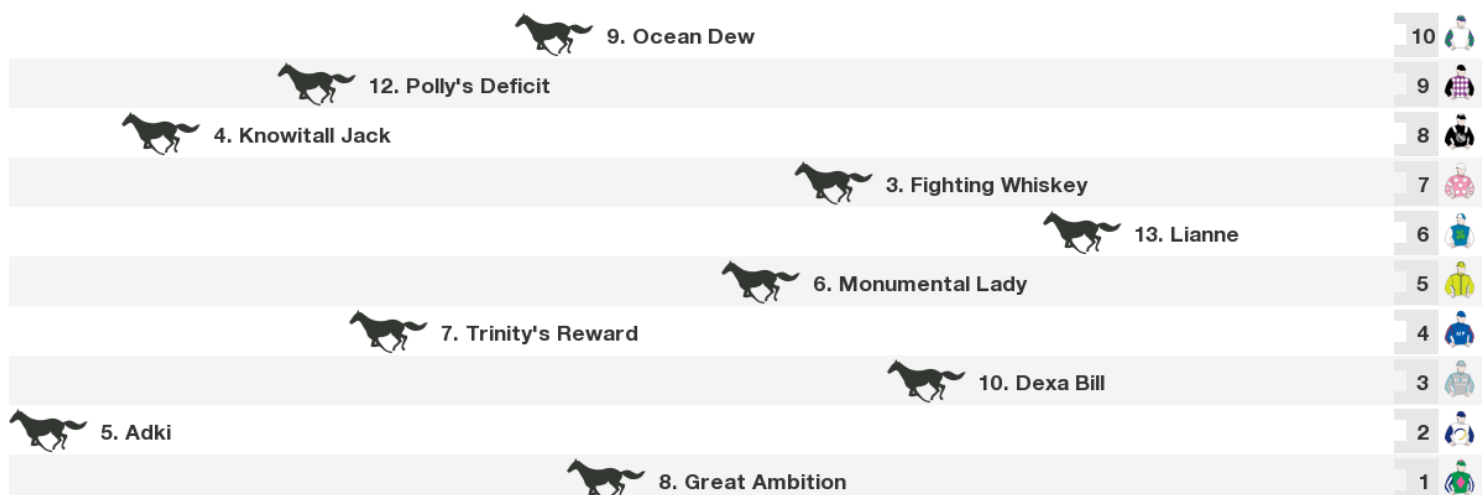 9. Ocean Dew 10
12. Polly's Deficit 9
4. Knowitall Jack 8
3. Fighting Whiskey 7
13. Lianne 6
6. Monumental Lady 5
7. Trinity's Reward 4
10. Dexa Bill 3
5. Adki 2
8. Great Ambition 1